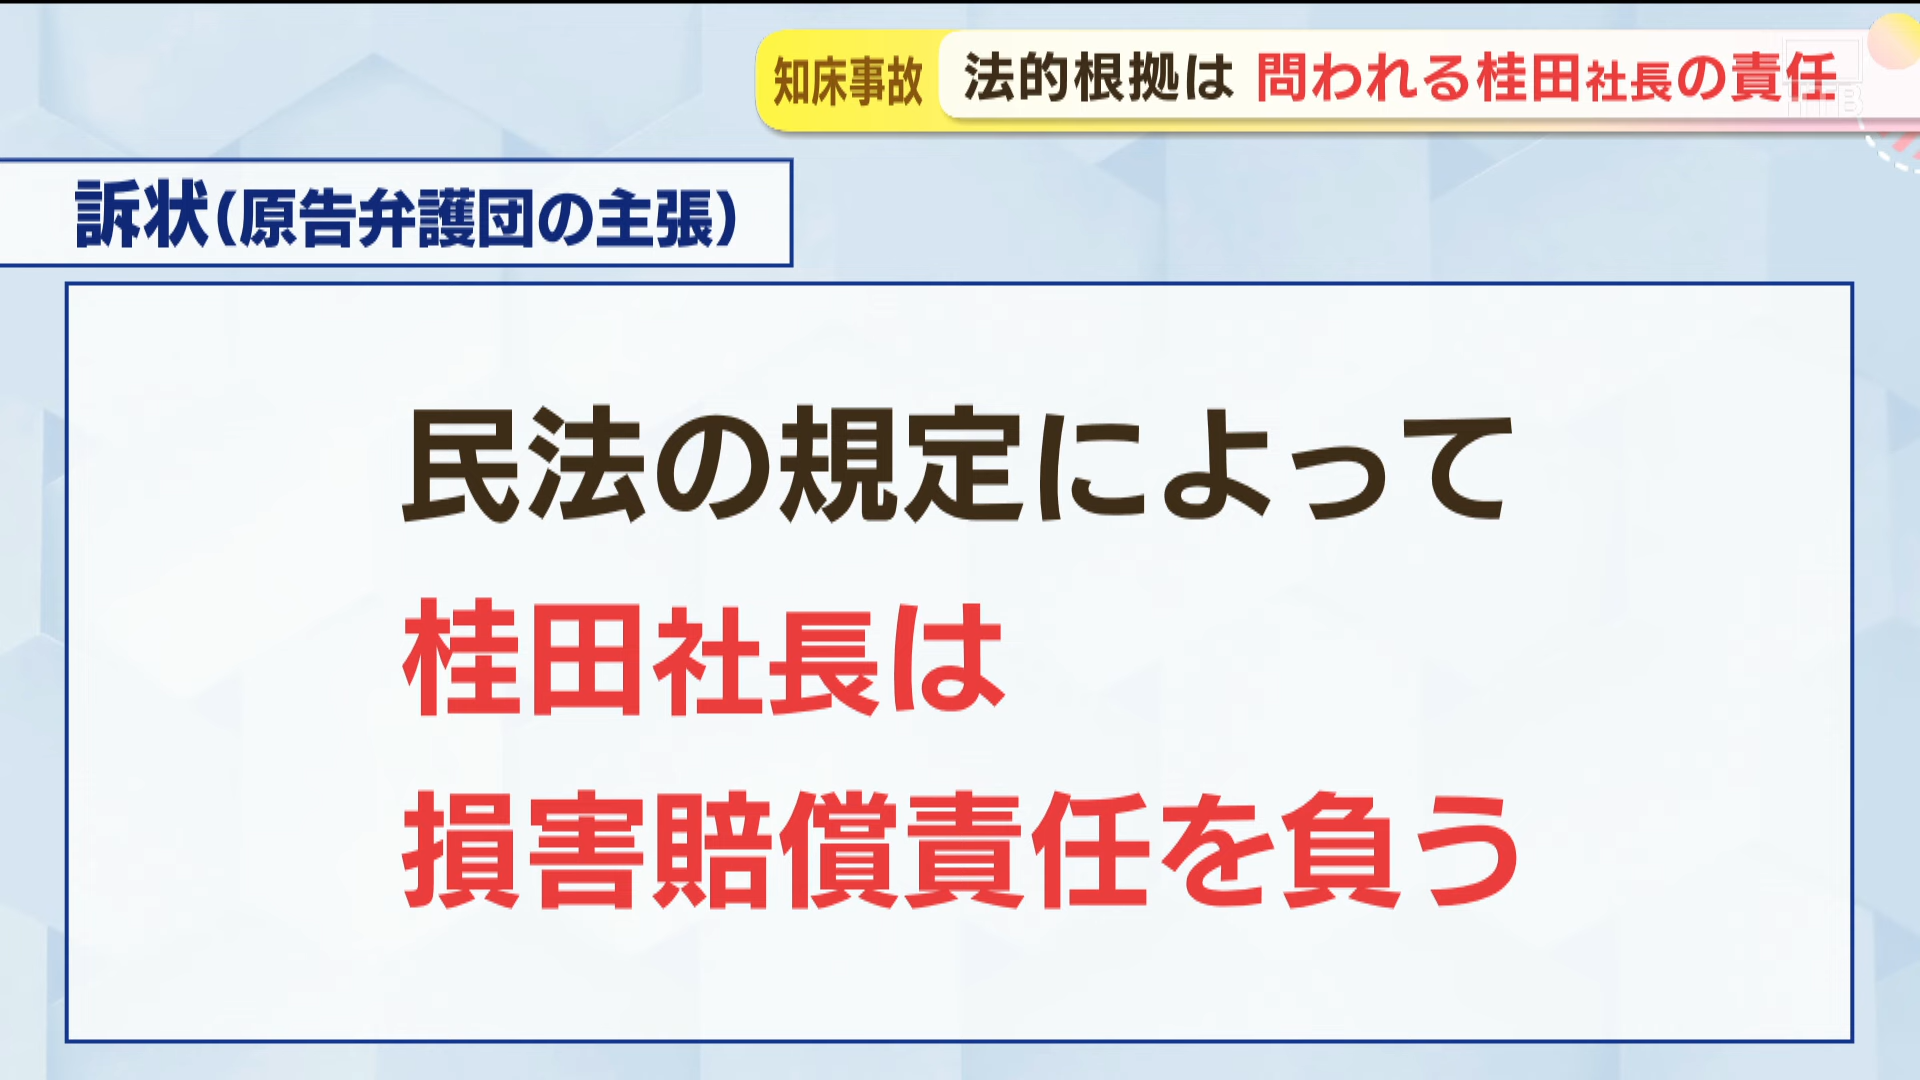 知床事故 法的根拠は 問われる桂田社長の責任
訴状(原告弁護団の主張)
民法の規定によって
桂田社長は
損害賠償責任を負う